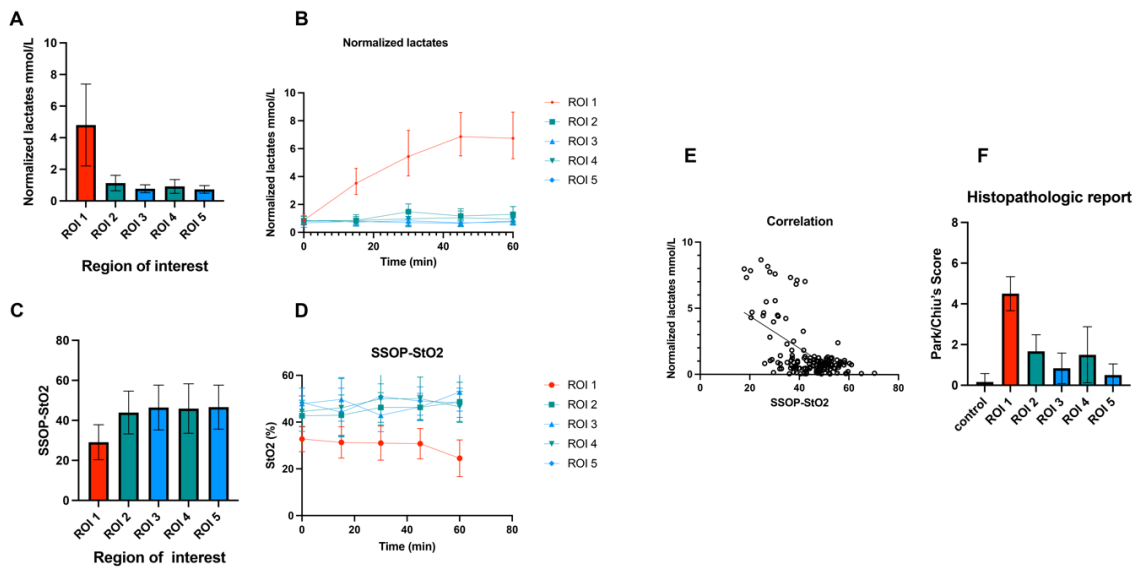 A
Normalized lactates mmol/L
10
8
6
4
2
0
ROI 1
ROI 2
ROI 3
ROI 4
ROI 5
Region of interest
B
Normalized lactates
Normalized lactates mmol/L
10
8
6
4
2
0
0
20
40
60
Time (min)
ROI 1
ROI 2
ROI 3
ROI 4
ROI 5
C
SSOP-StO2
80
60
40
20
0
ROI 1
ROI 2
ROI 3
ROI 4
ROI 5
Region of interest
D
SSOP-StO2
StO2 (%)
60
40
20
0
0
20
40
60
80
Time (min)
ROI 1
ROI 2
ROI 3
ROI 4
ROI 5
E
Correlation
Normalized lactates mmol/L
10
5
0
0
20
40
60
80
SSOP-StO2
F
Histopathologic report
Park/Chiu's Score
6
4
2
0
control
ROI 1
ROI 2
ROI 3
ROI 4
ROI 5